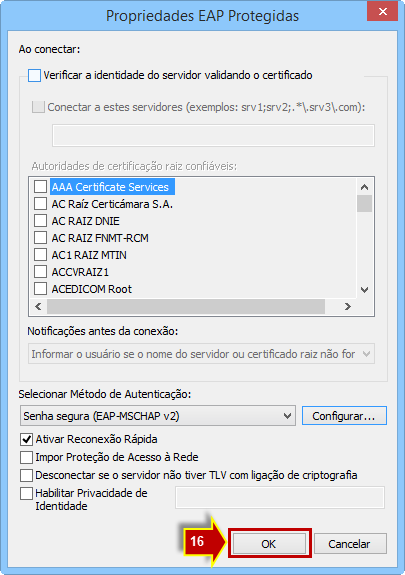 Propriedades EAP Protegidas
Ao conectar:
Verificar a identidade do servidor validando o certificado
Conectar a estes servidores (exemplos: srv1;srv2;.*\.srv3\.com):
Autoridades de certificação raiz confiáveis:
AAA Certificate Services
AC Raíz Certicámara S.A.
AC RAIZ DNIE
AC RAIZ FNMT-RCM
AC1 RAIZ MTIN
ACCVRAIZ1
ACEDICOM Root
Notificações antes da conexão:
Informar o usuário se o nome do servidor ou certificado raiz não for
Selecionar Método de Autenticação:
Senha segura (EAP-MSCHAP v2)
Configurar...
Ativar Reconexão Rápida
Impor Proteção de Acesso à Rede
Desconectar se o servidor não tiver TLV com ligação de criptografia
Habilitar Privacidade de
Identidade
16
OK
Cancelar